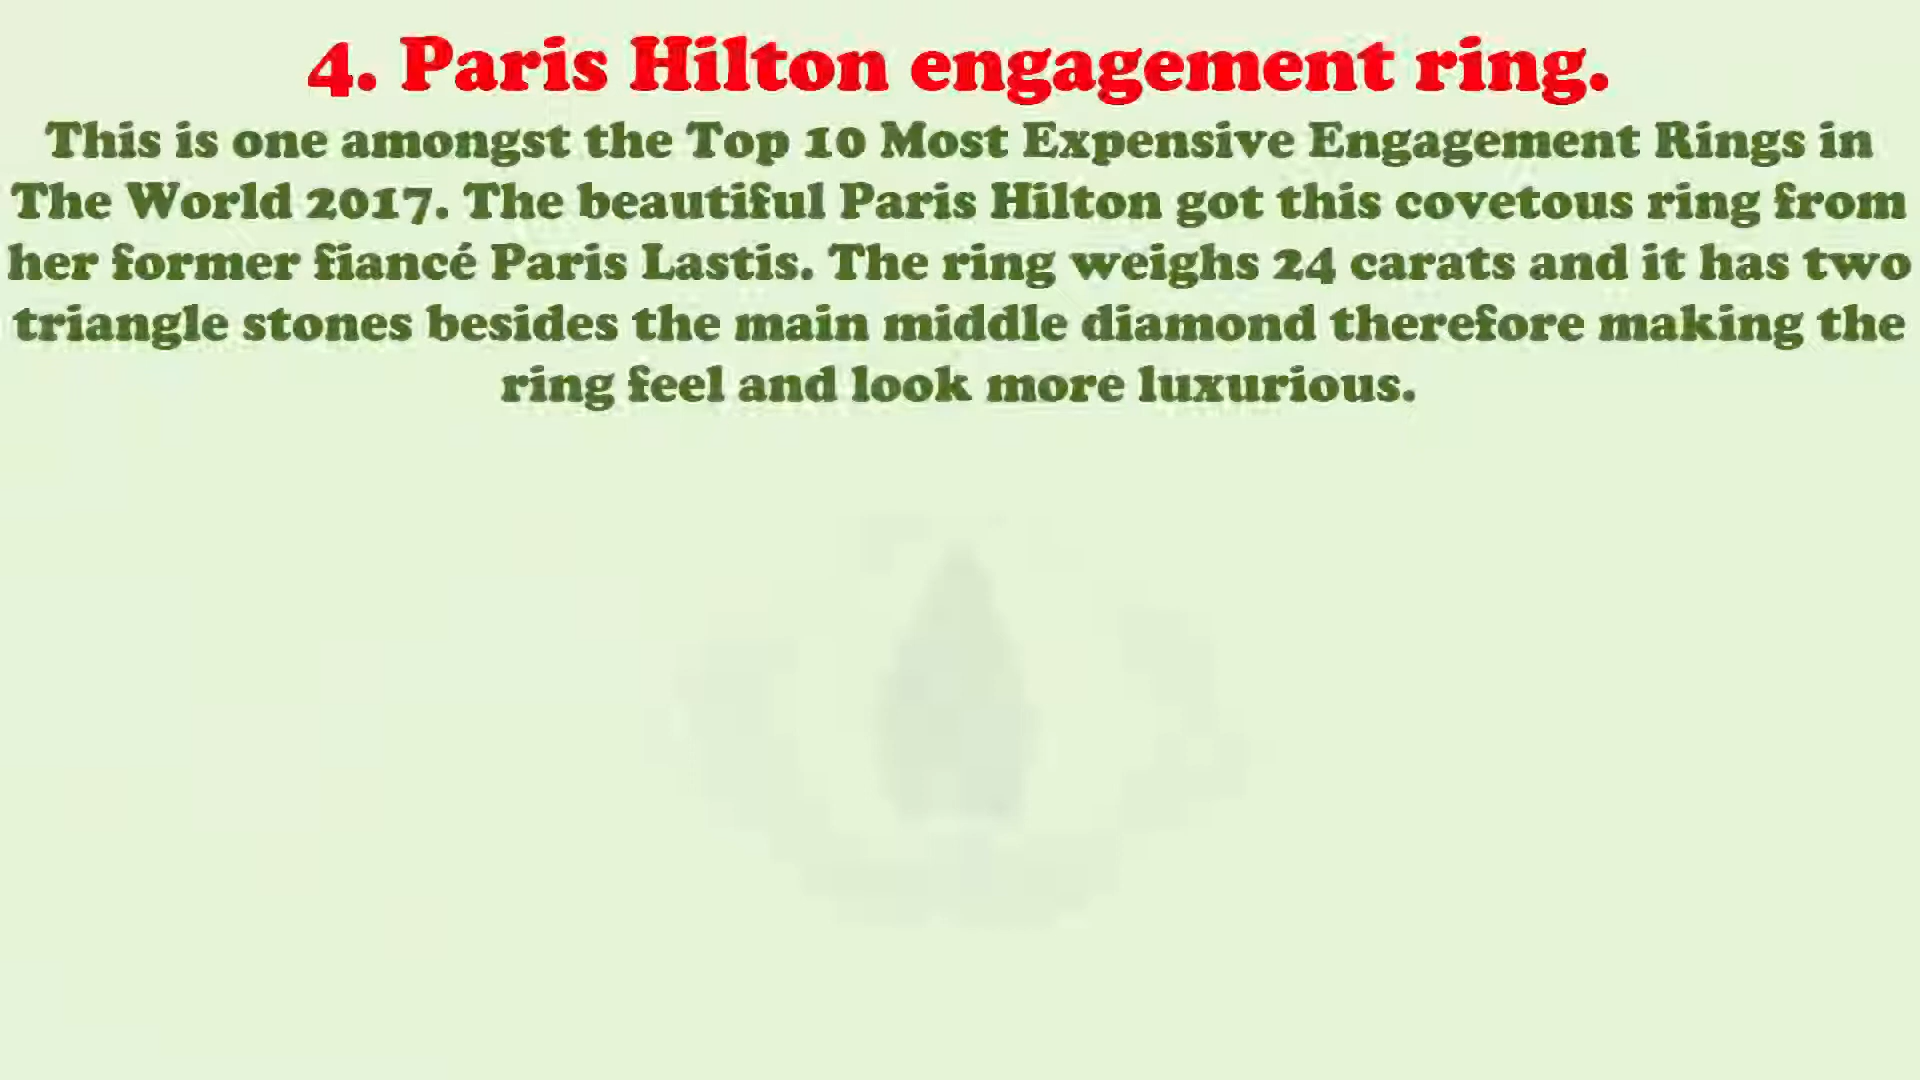 4. Paris Hilton engagement ring.
This is one amongst the Top 10 Most Expensive Engagement Rings in
The World 2017. The beautiful Paris Hilton got this covetous ring from
her former fiancé Paris Lastis. The ring weighs 24 carats and it has two
triangle stones besides the main middle diamond therefore making the
ring feel and look more luxurious.